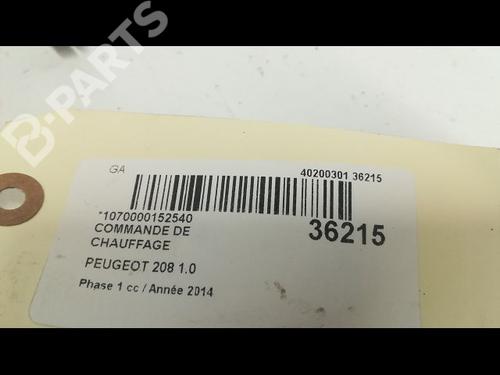 B-PARTS
GA
40200301 36215
*1070000152540
36215
COMMANDE DE
CHAUFFAGE
PEUGEOT 208 1.0
Phase 1 cc / Année 2014